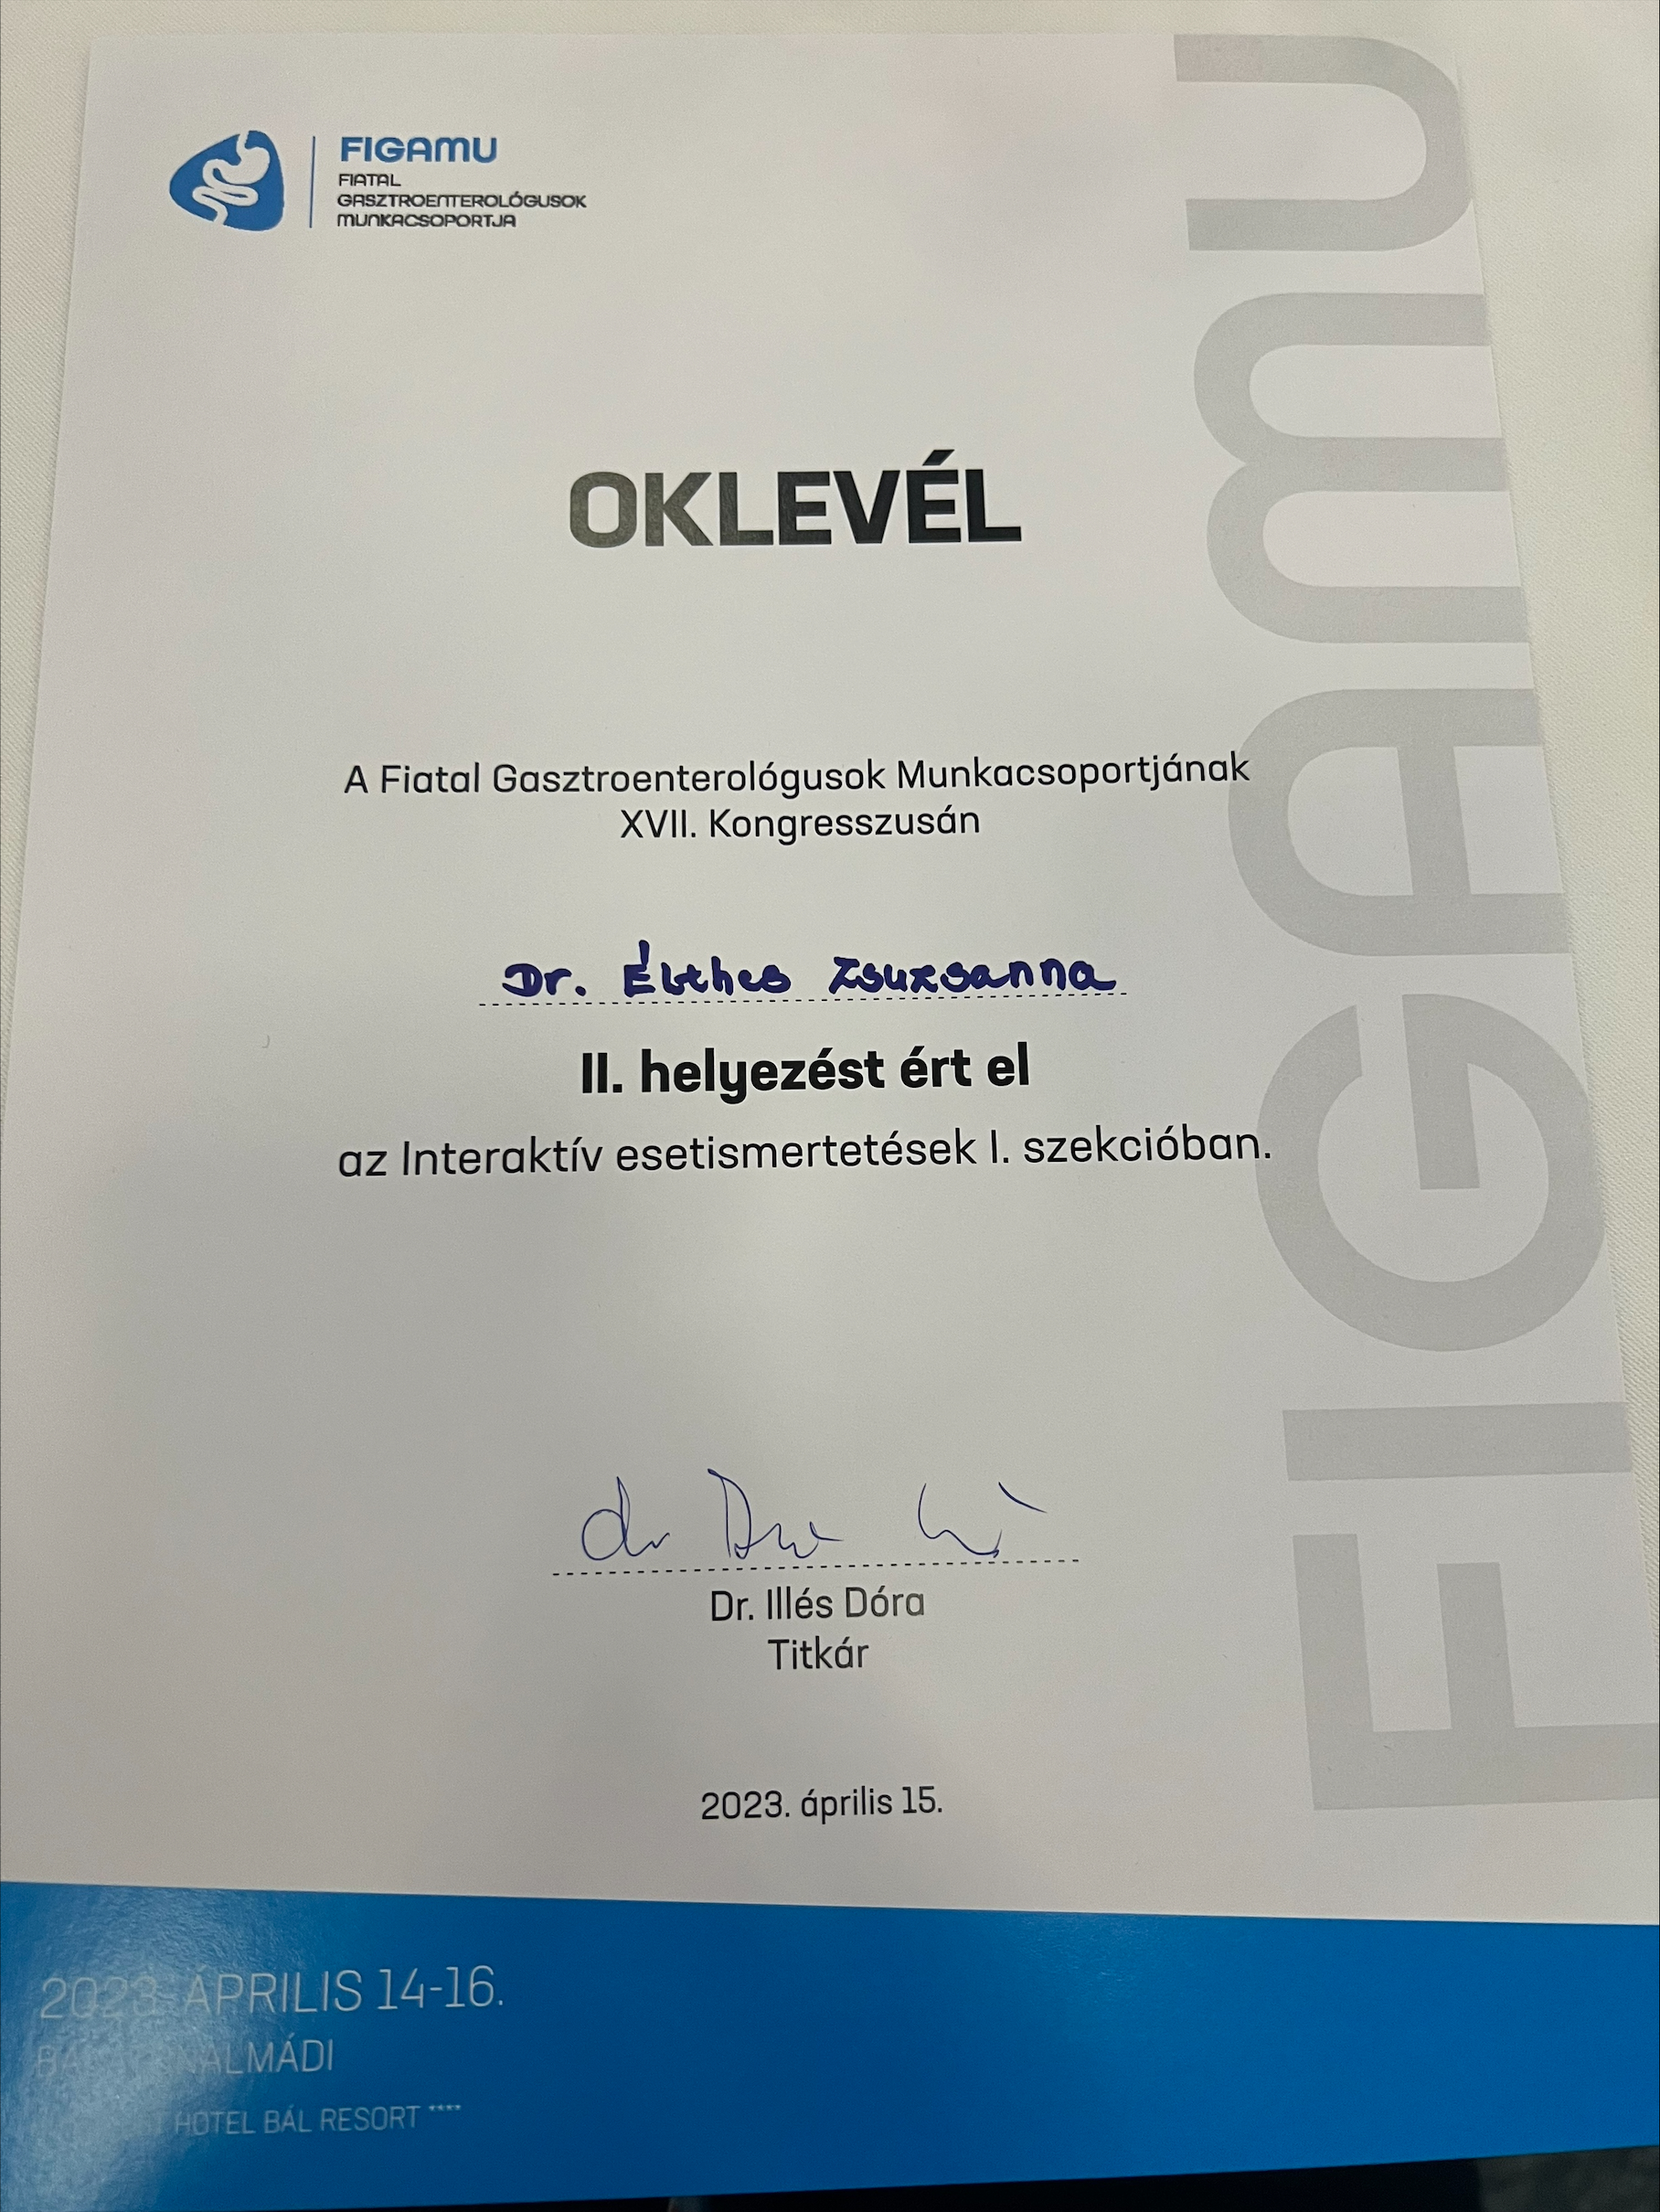 FIGAMU
FIATAL
GASZTROENTEROLÓGUSOK
MUNKACSOPORTJA
FIGAMU
OKLEVÉL
A Fiatal Gasztroenterológusok Munkacsoportjának
XVII. Kongresszusán
Dr. Élthes Zsuzsanna
II. helyezést ért el
az Interaktív esetismertetések I. szekcióban.
Dr. Illés Dóra
Titkár
2023. április 15.
2023. ÁPRILIS 14-16.
HOTEL BÁL RESORT ****